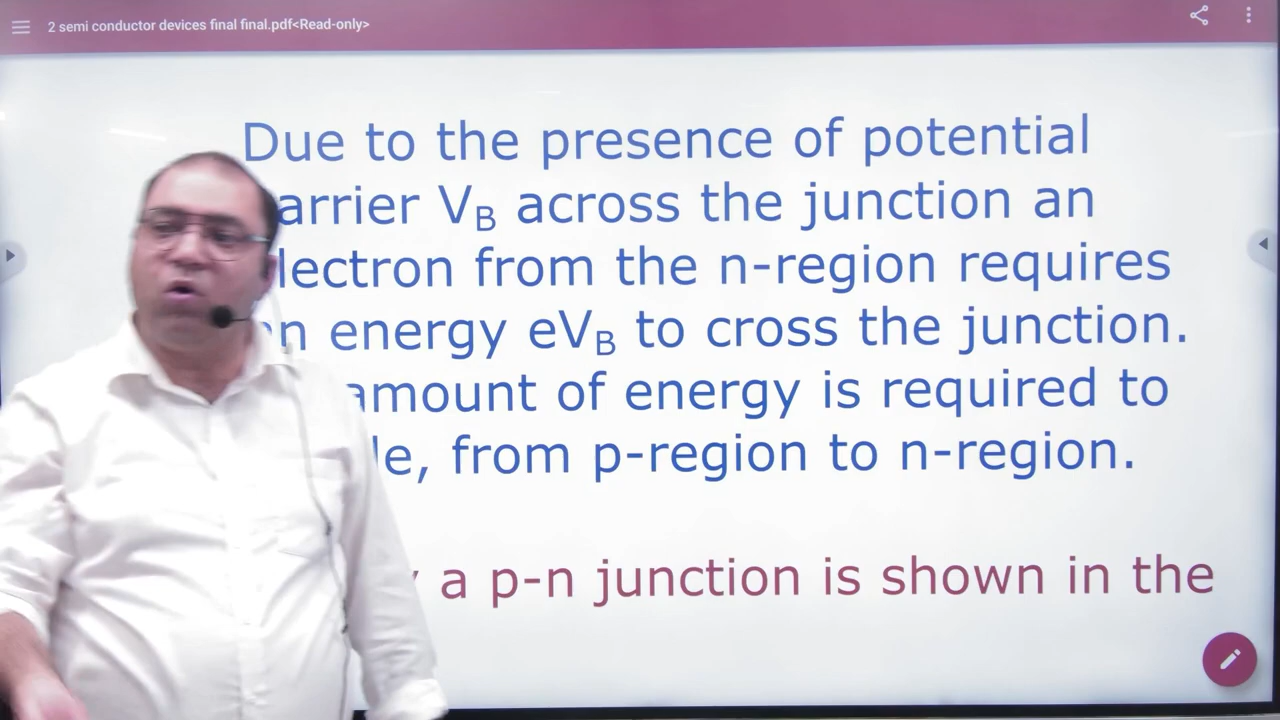 2 semi conductor devices final final.pdf<Read-only>
Due to the presence of potential
arrier V_B across the junction an
lectron from the n-region requires
n energy eV_B to cross the junction.
amount of energy is required to
le, from p-region to n-region.
a p-n junction is shown in the